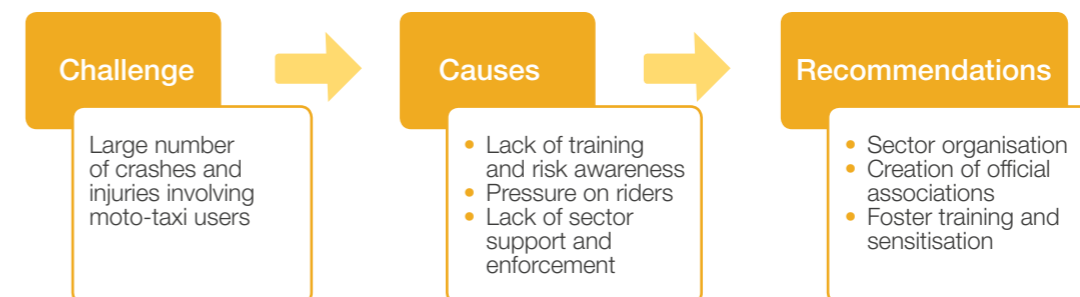 Challenge
Large number
of crashes and
injuries involving
moto-taxi users
Causes
• Lack of training
and risk awareness
• Pressure on riders
• Lack of sector
support and
enforcement
Recommendations
• Sector organisation
• Creation of official
associations
• Foster training and
sensitisation